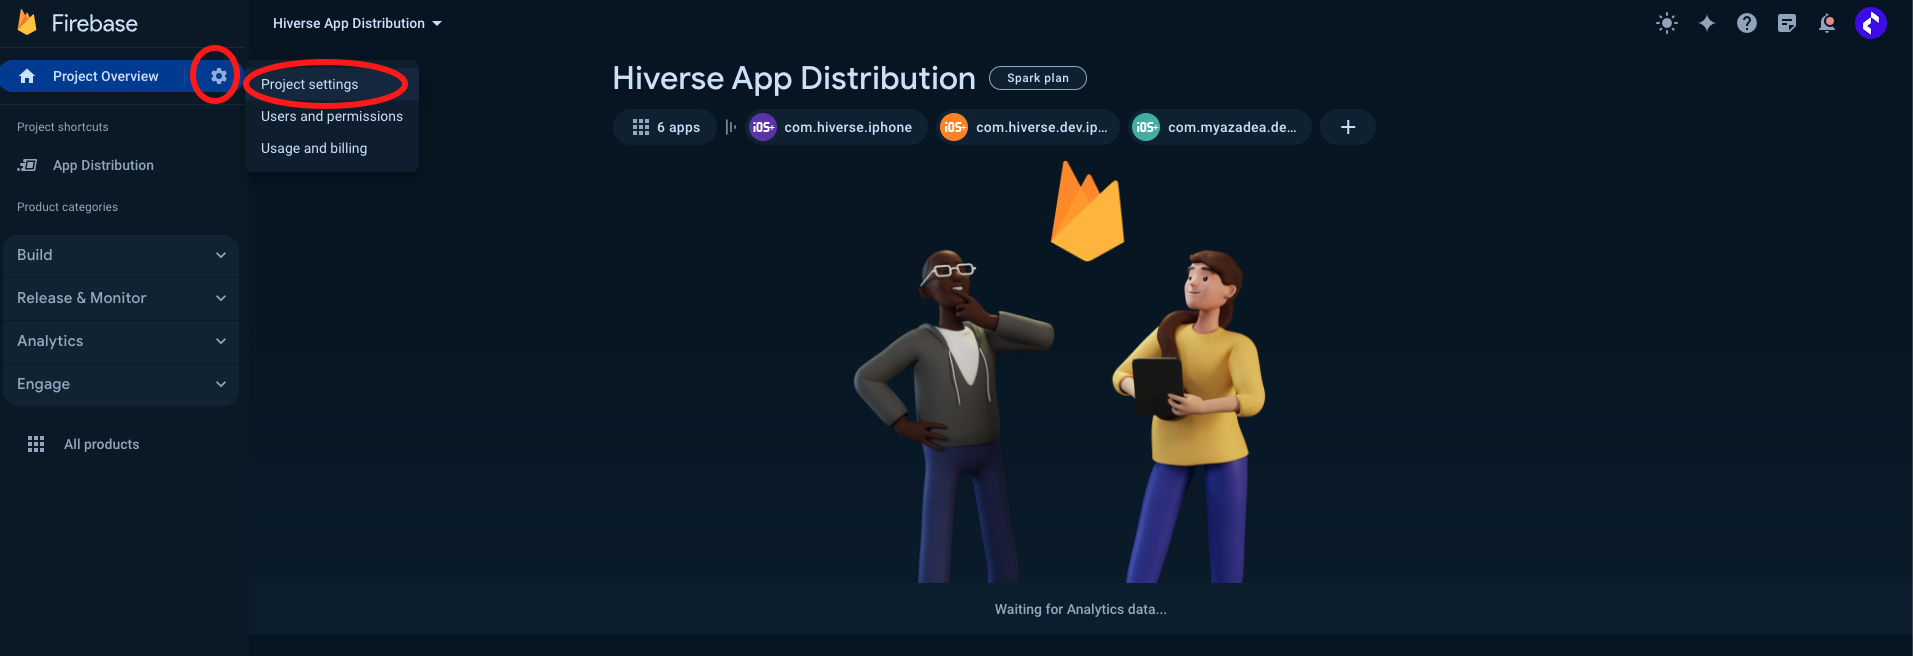 Firebase
Hiverse App Distribution
Project Overview
Project settings
Users and permissions
Usage and billing
Project shortcuts
App Distribution
Product categories
Build
Release & Monitor
Analytics
Engage
All products
Hiverse App Distribution
Spark plan
6 apps
iOS+ com.hiverse.iphone
iOS+ com.hiverse.dev.ip...
iOS+ com.myazadea.de...
Waiting for Analytics data...